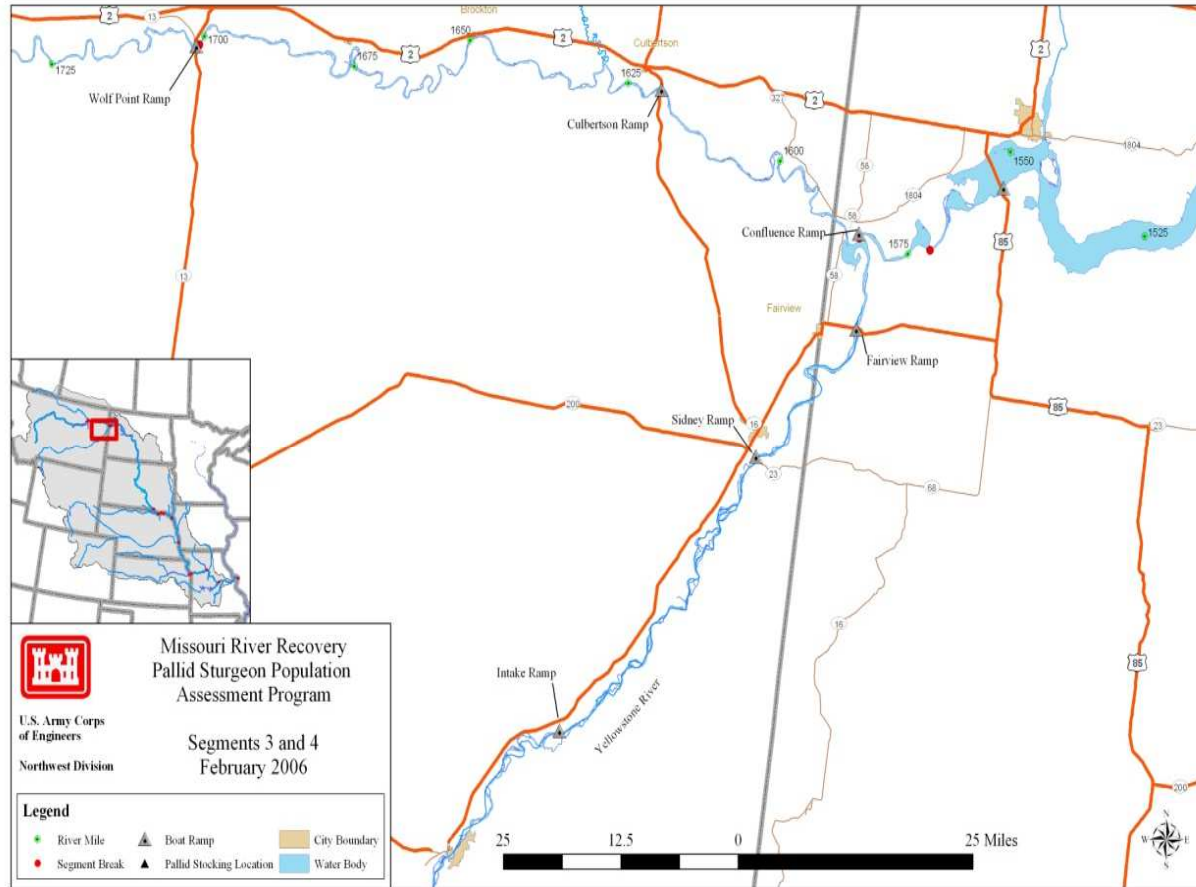 13
2
Brockton
1700
1650
2
2
Culbertson
2
1675
1725
1625
Wolf Point Ramp
327
2
Culbertson Ramp
1600
58
1804
1550
58
1804
Confluence Ramp
1525
1575
85
13
58
Fairview
Fairview Ramp
200
85
16
Sidney Ramp
23
23
68
16
85
Intake Ramp
Yellowstone River
200
Missouri River Recovery
Pallid Sturgeon Population
Assessment Program
U.S. Army Corps
of Engineers
Northwest Division
Segments 3 and 4
February 2006
Legend
River Mile
Boat Ramp
City Boundary
Segment Break
Pallid Stocking Location
Water Body
25 12.5 0 25 Miles
N
W E
S